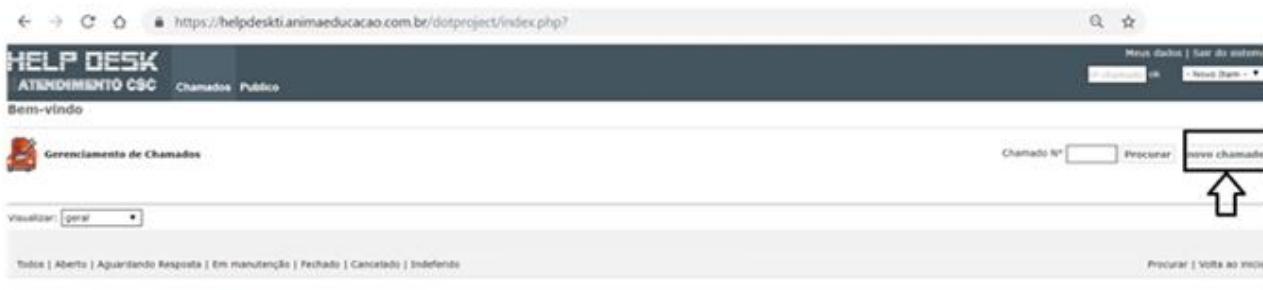 https://helpdeskti.animaeducacao.com.br/dotproject/index.php?
HELP DESK
ATENDIMENTO CSC
Chamados Publico
Meus dados | Sair do sistema
ok - Novo Item -
Bem-vindo
Gerenciamento de Chamados
Chamado Nº Procurar novo chamado
Visualizar: geral
Todos | Aberto | Aguardando Resposta | Em manutenção | Fechado | Cancelado | Indeferido
Procurar | Volta ao inicio